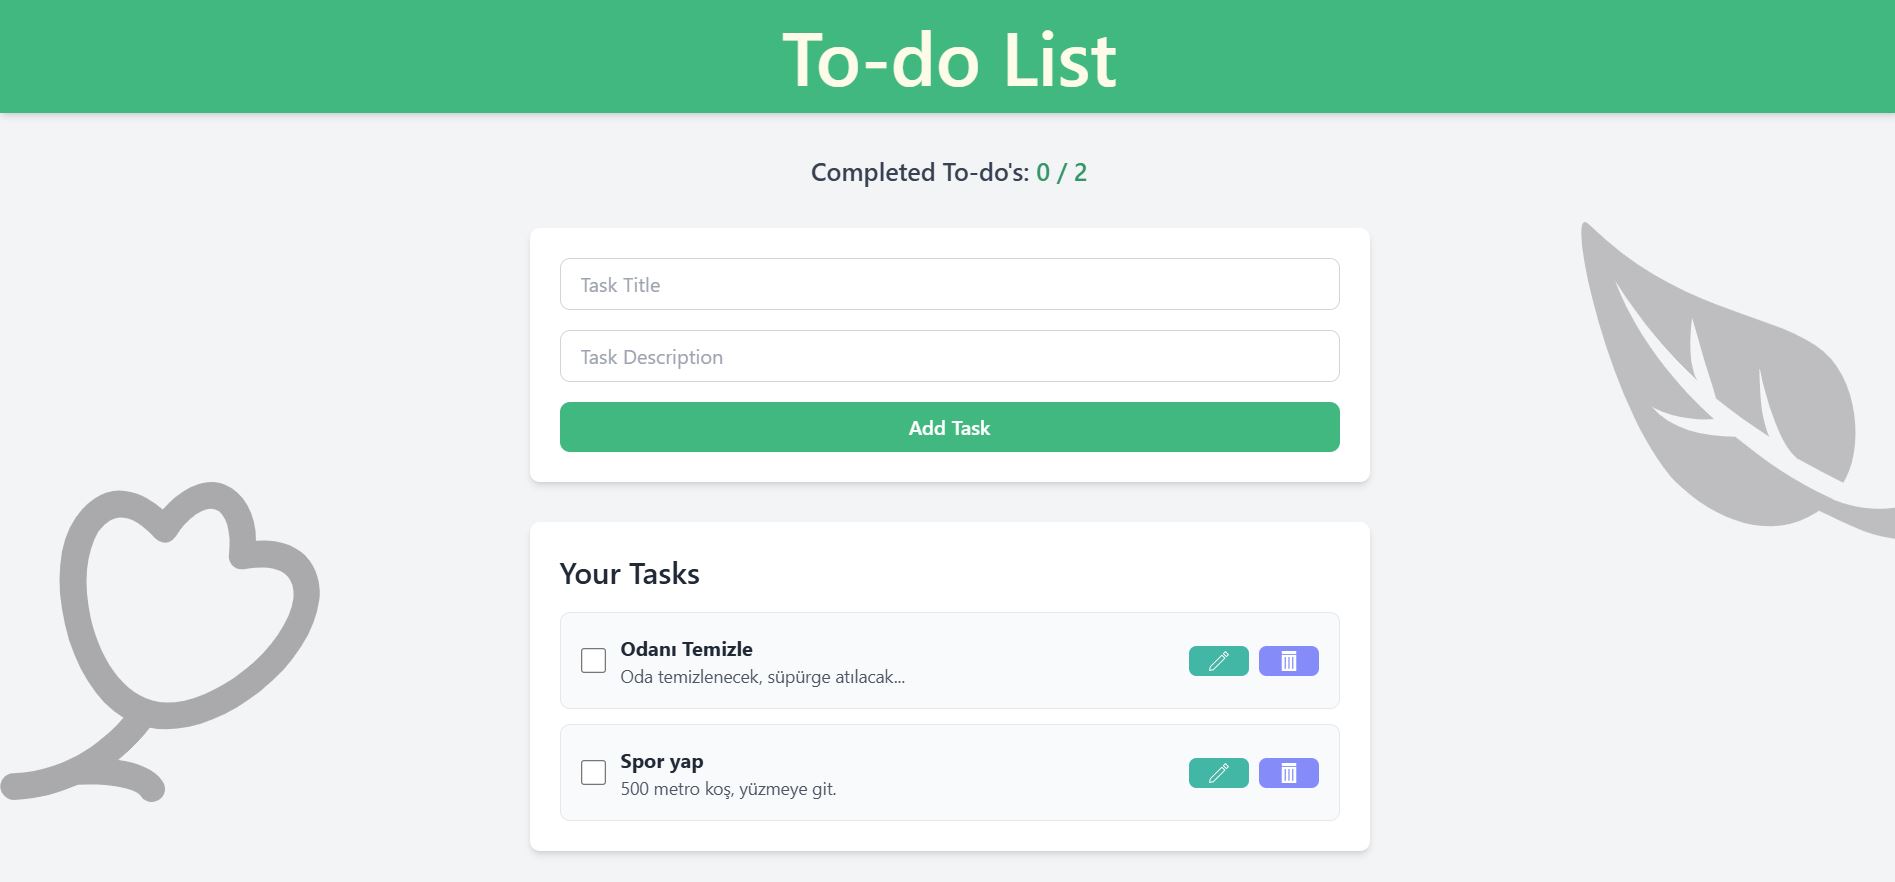 To-do List
Completed To-do's: 0 / 2
Task Title
Task Description
Add Task
Your Tasks
Odanı Temizle
Oda temizlenecek, süpürge atılacak...
Spor yap
500 metro koş, yüzmeye git.